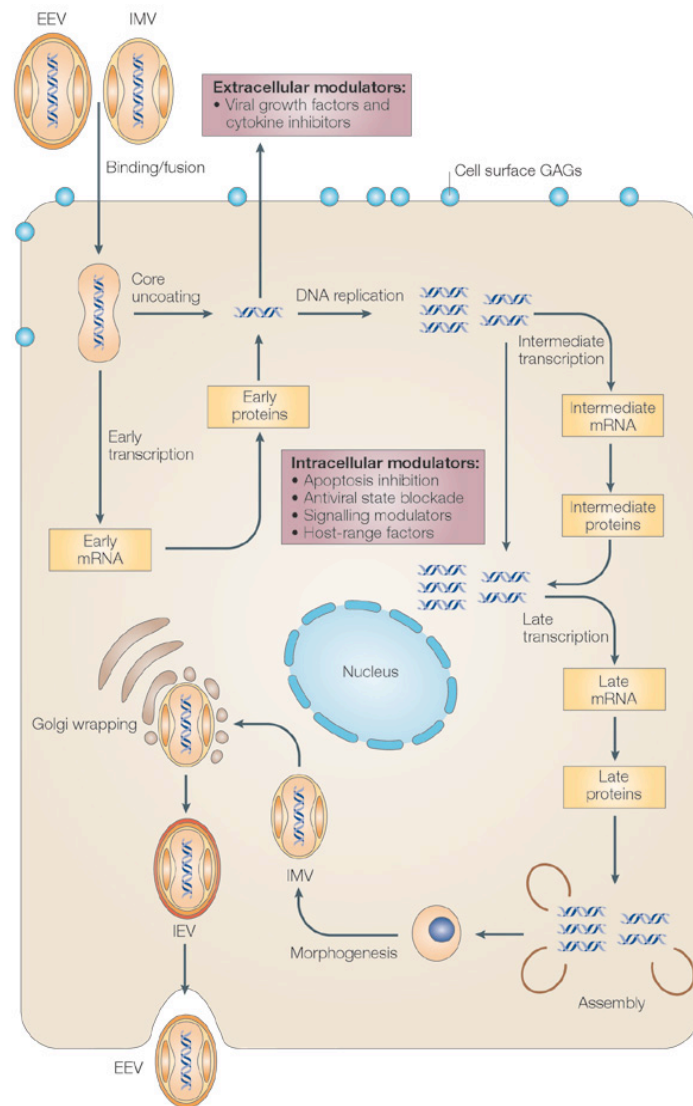 EEV
IMV
Extracellular modulators:
• Viral growth factors and
cytokine inhibitors
Binding/fusion
Cell surface GAGs
Core
uncoating
DNA replication
Intermediate
transcription
Early
proteins
Intermediate
mRNA
Early
transcription
Intracellular modulators:
• Apoptosis inhibition
• Antiviral state blockade
• Signalling modulators
• Host-range factors
Intermediate
proteins
Early
mRNA
Late
transcription
Nucleus
Late
mRNA
Golgi wrapping
Late
proteins
IMV
IEV
Morphogenesis
Assembly
EEV